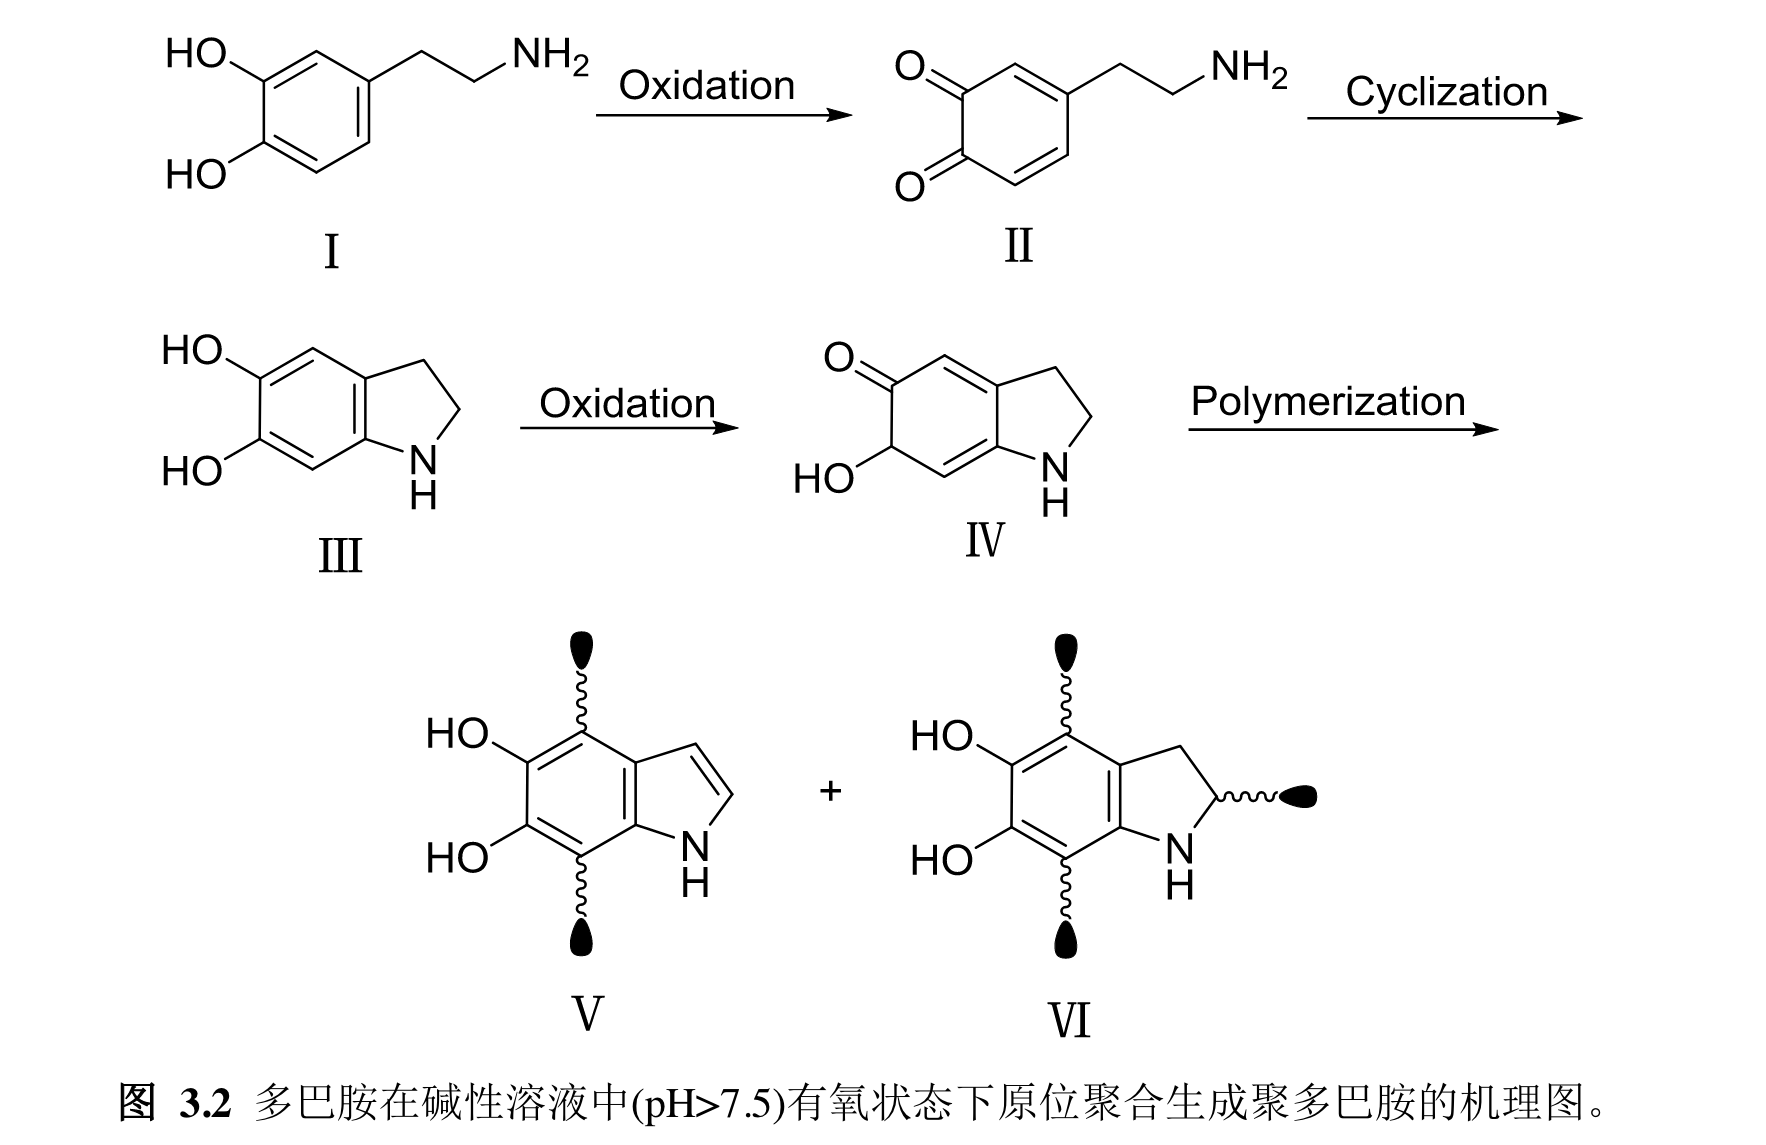 HO NH2 Oxidation O NH2 Cyclization
HO O
I II
HO O
Oxidation Polymerization
HO N H HO N H
III IV
HO HO
+
HO N H HO N H
V VI
图 3.2 多巴胺在碱性溶液中(pH>7.5)有氧状态下原位聚合生成聚多巴胺的机理图。